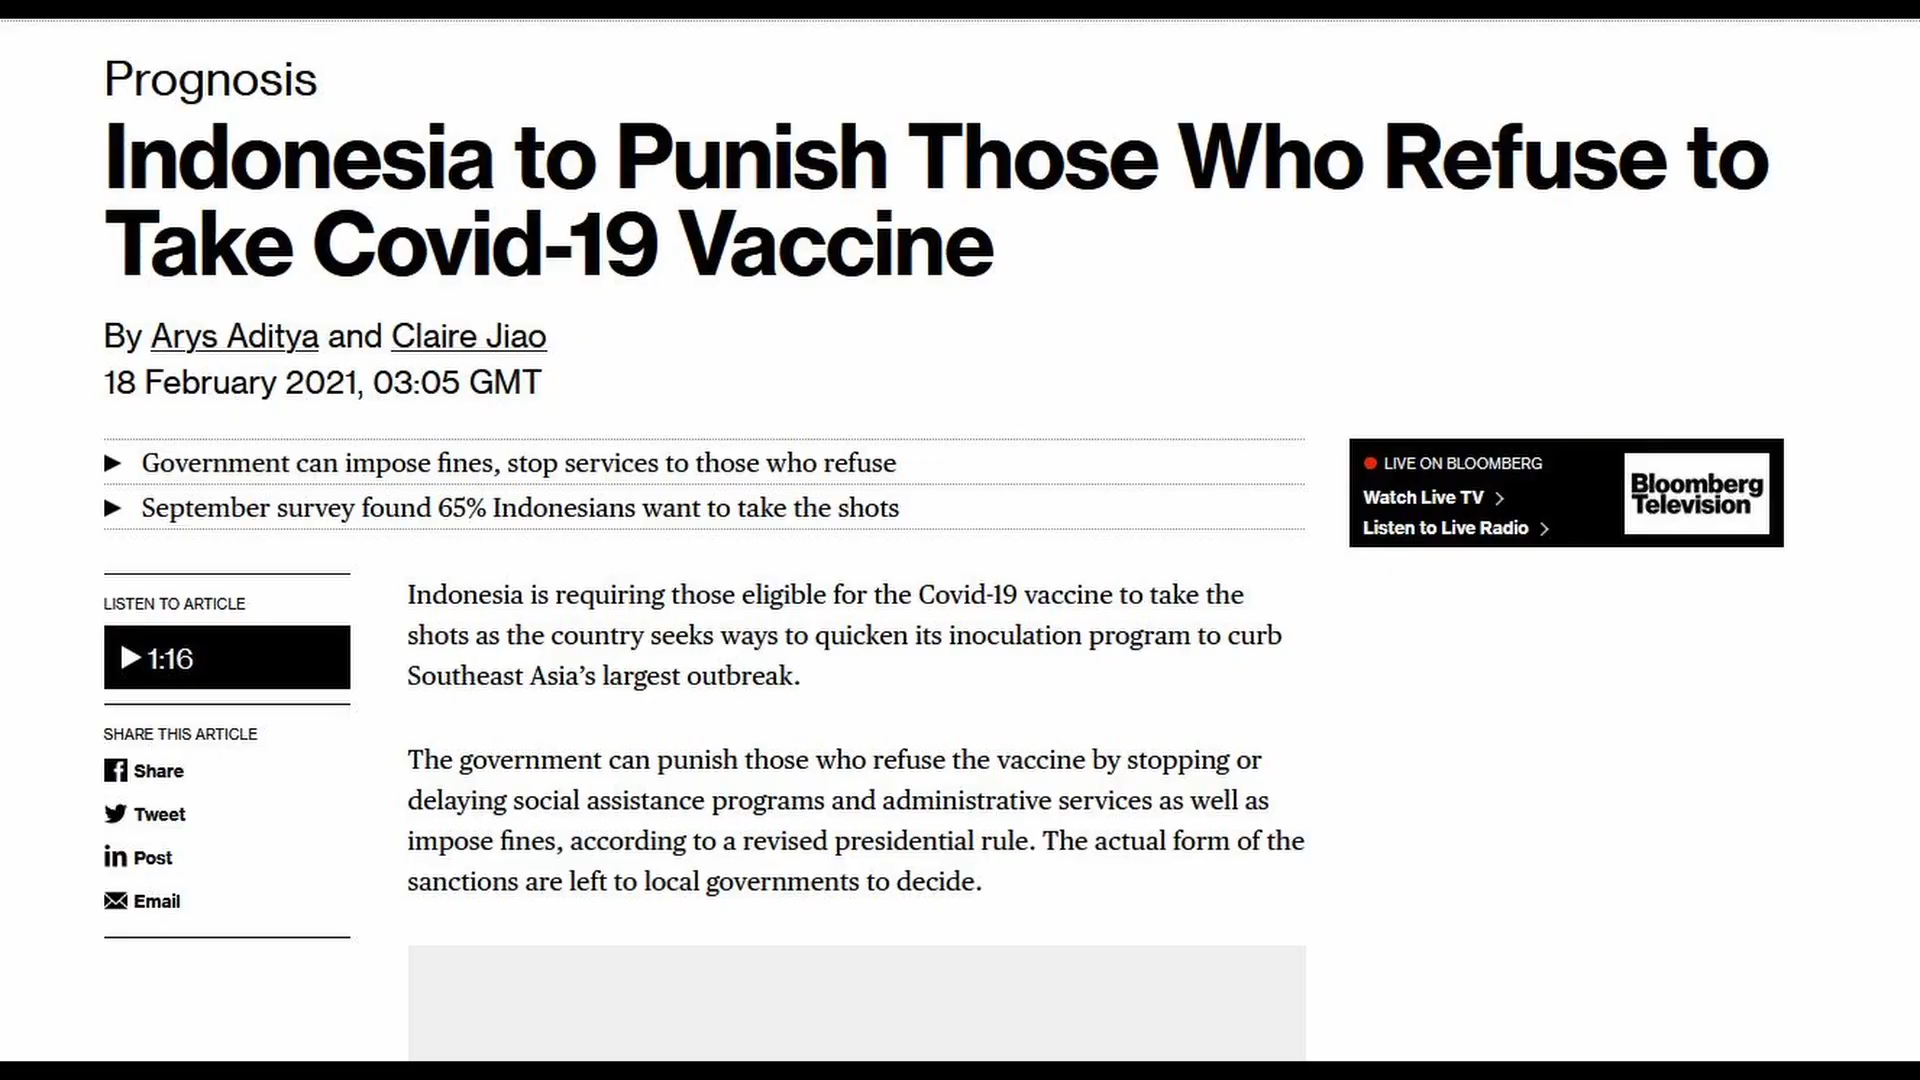 Prognosis
Indonesia to Punish Those Who Refuse to
Take Covid-19 Vaccine
By Arys Aditya and Claire Jiao
18 February 2021, 03:05 GMT
Government can impose fines, stop services to those who refuse
September survey found 65% Indonesians want to take the shots
LIVE ON BLOOMBERG
Watch Live TV
Listen to Live Radio
Bloomberg
Television
LISTEN TO ARTICLE
1:16
SHARE THIS ARTICLE
Share
Tweet
Post
Email
Indonesia is requiring those eligible for the Covid-19 vaccine to take the
shots as the country seeks ways to quicken its inoculation program to curb
Southeast Asia’s largest outbreak.
The government can punish those who refuse the vaccine by stopping or
delaying social assistance programs and administrative services as well as
impose fines, according to a revised presidential rule. The actual form of the
sanctions are left to local governments to decide.